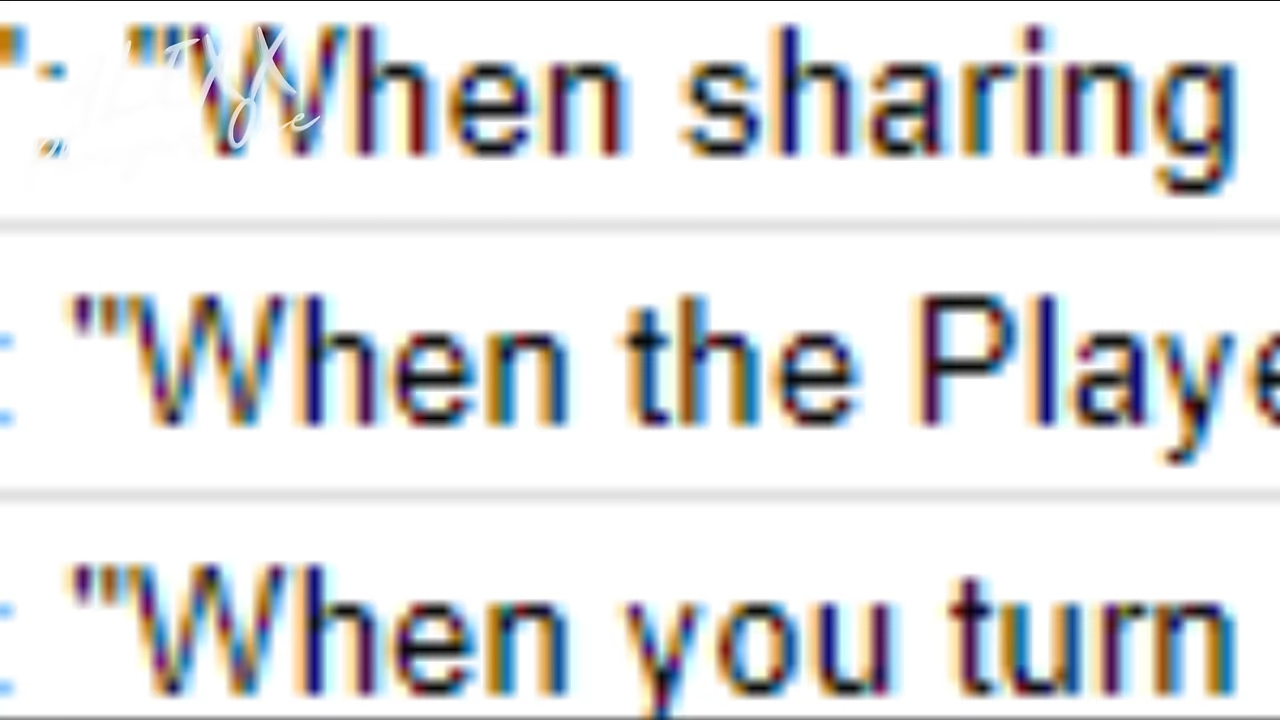 ": "When sharing
: "When the Playe
: "When you turn